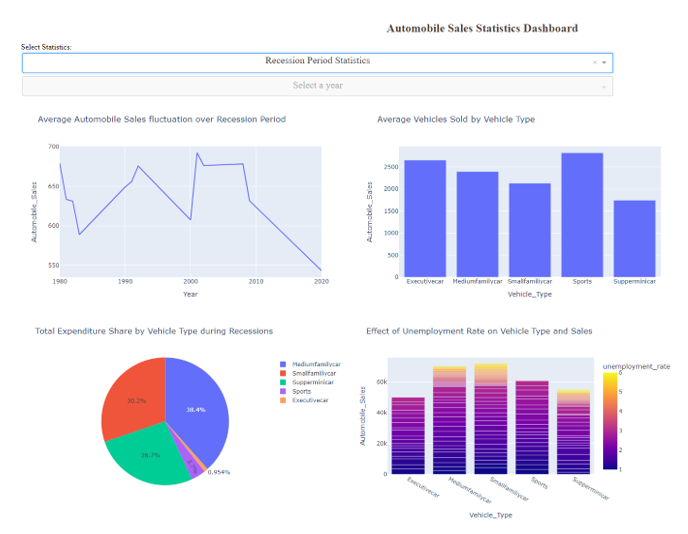 Automobile Sales Statistics Dashboard
Select Statistics:
Recession Period Statistics
×
Select a year
Average Automobile Sales fluctuation over Recession Period
700
650
600
550
Automobile_Sales
1980 1990 2000 2010 2020
Year
Average Vehicles Sold by Vehicle Type
2500
2000
1500
1000
500
0
Automobile_Sales
Executivecar Mediumfamilycar Smallfamiliycar Sports Supperminicar
Vehicle_Type
Total Expenditure Share by Vehicle Type during Recessions
Mediumfamilycar
Smallfamiliycar
Supperminicar
Sports
Executivecar
30.2%
38.4%
0.954%
Effect of Unemployment Rate on Vehicle Type and Sales
unemployment_rate
6
5
4
3
2
1
60k
40k
20k
0
Automobile_Sales
Executivecar Mediumfamilycar Smallfamiliycar Sports Supperminicar
Vehicle_Type